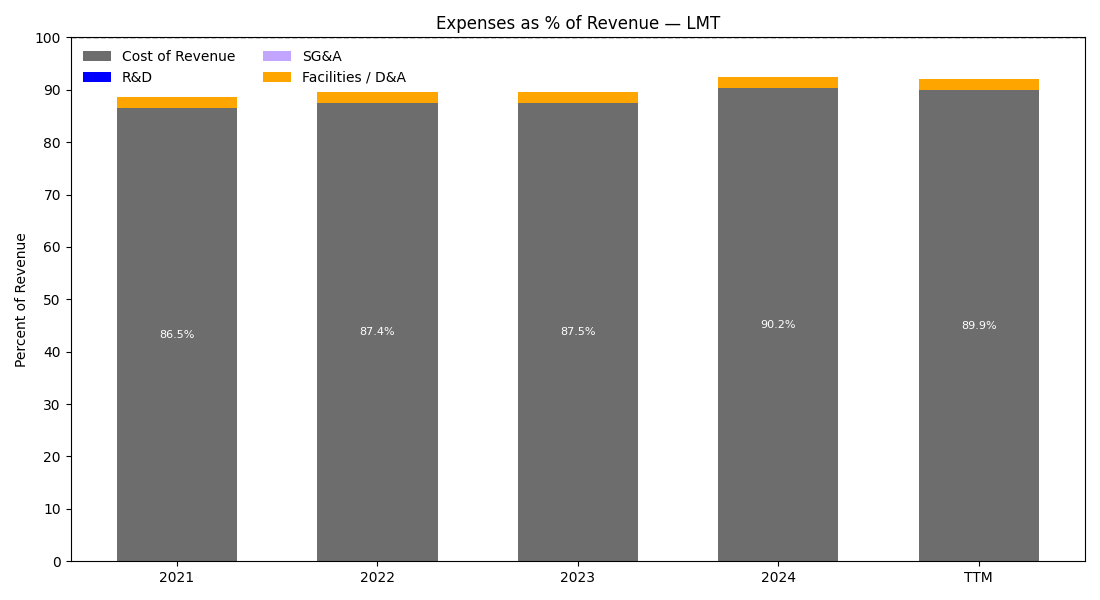 Expenses as % of Revenue — LMT
Cost of Revenue
R&D
SG&A
Facilities / D&A
Percent of Revenue
100
90
80
70
60
50
40
30
20
10
0
86.5%
87.4%
87.5%
90.2%
89.9%
2021
2022
2023
2024
TTM